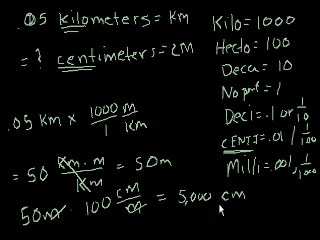 .05 kilometers = Km
= ? centimeters = cm
.05 Km × 1000/1 m/Km
= 50 Km·m/Km = 50m
50m · 100 cm/m = 5,000 cm
Kilo = 1000
Hecto = 100
Deca = 10
No pref = 1
Deci = .1 or 1/10
CENTI = .01 / 1/100
Milli = .001, 1/1000